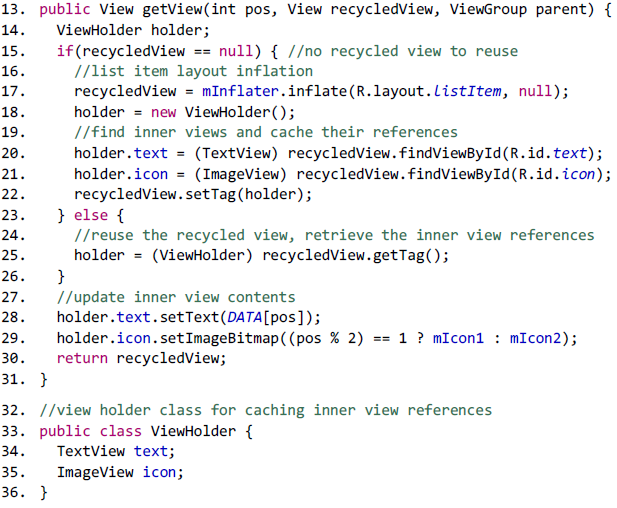 13. public View getView(int pos, View recycledView, ViewGroup parent) {
14.   ViewHolder holder;
15.   if(recycledView == null) { //no recycled view to reuse
16.     //list item layout inflation
17.     recycledView = mInflater.inflate(R.layout.listItem, null);
18.     holder = new ViewHolder();
19.     //find inner views and cache their references
20.     holder.text = (TextView) recycledView.findViewById(R.id.text);
21.     holder.icon = (ImageView) recycledView.findViewById(R.id.icon);
22.     recycledView.setTag(holder);
23.   } else {
24.     //reuse the recycled view, retrieve the inner view references
25.     holder = (ViewHolder) recycledView.getTag();
26.   }
27.   //update inner view contents
28.   holder.text.setText(DATA[pos]);
29.   holder.icon.setImageBitmap((pos % 2) == 1 ? mIcon1 : mIcon2);
30.   return recycledView;
31. }
32. //view holder class for caching inner view references
33. public class ViewHolder {
34.   TextView text;
35.   ImageView icon;
36. }